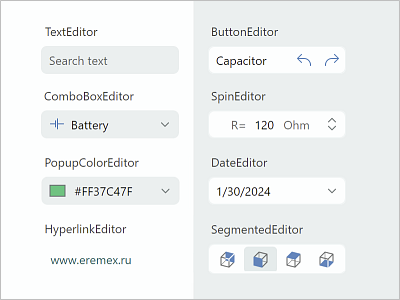 TextEditor
Search text
ComboBoxEditor
Battery
PopupColorEditor
#FF37C47F
HyperlinkEditor
www.eremex.ru
ButtonEditor
Capacitor
SpinEditor
R= 120 Ohm
DateEditor
1/30/2024
SegmentedEditor